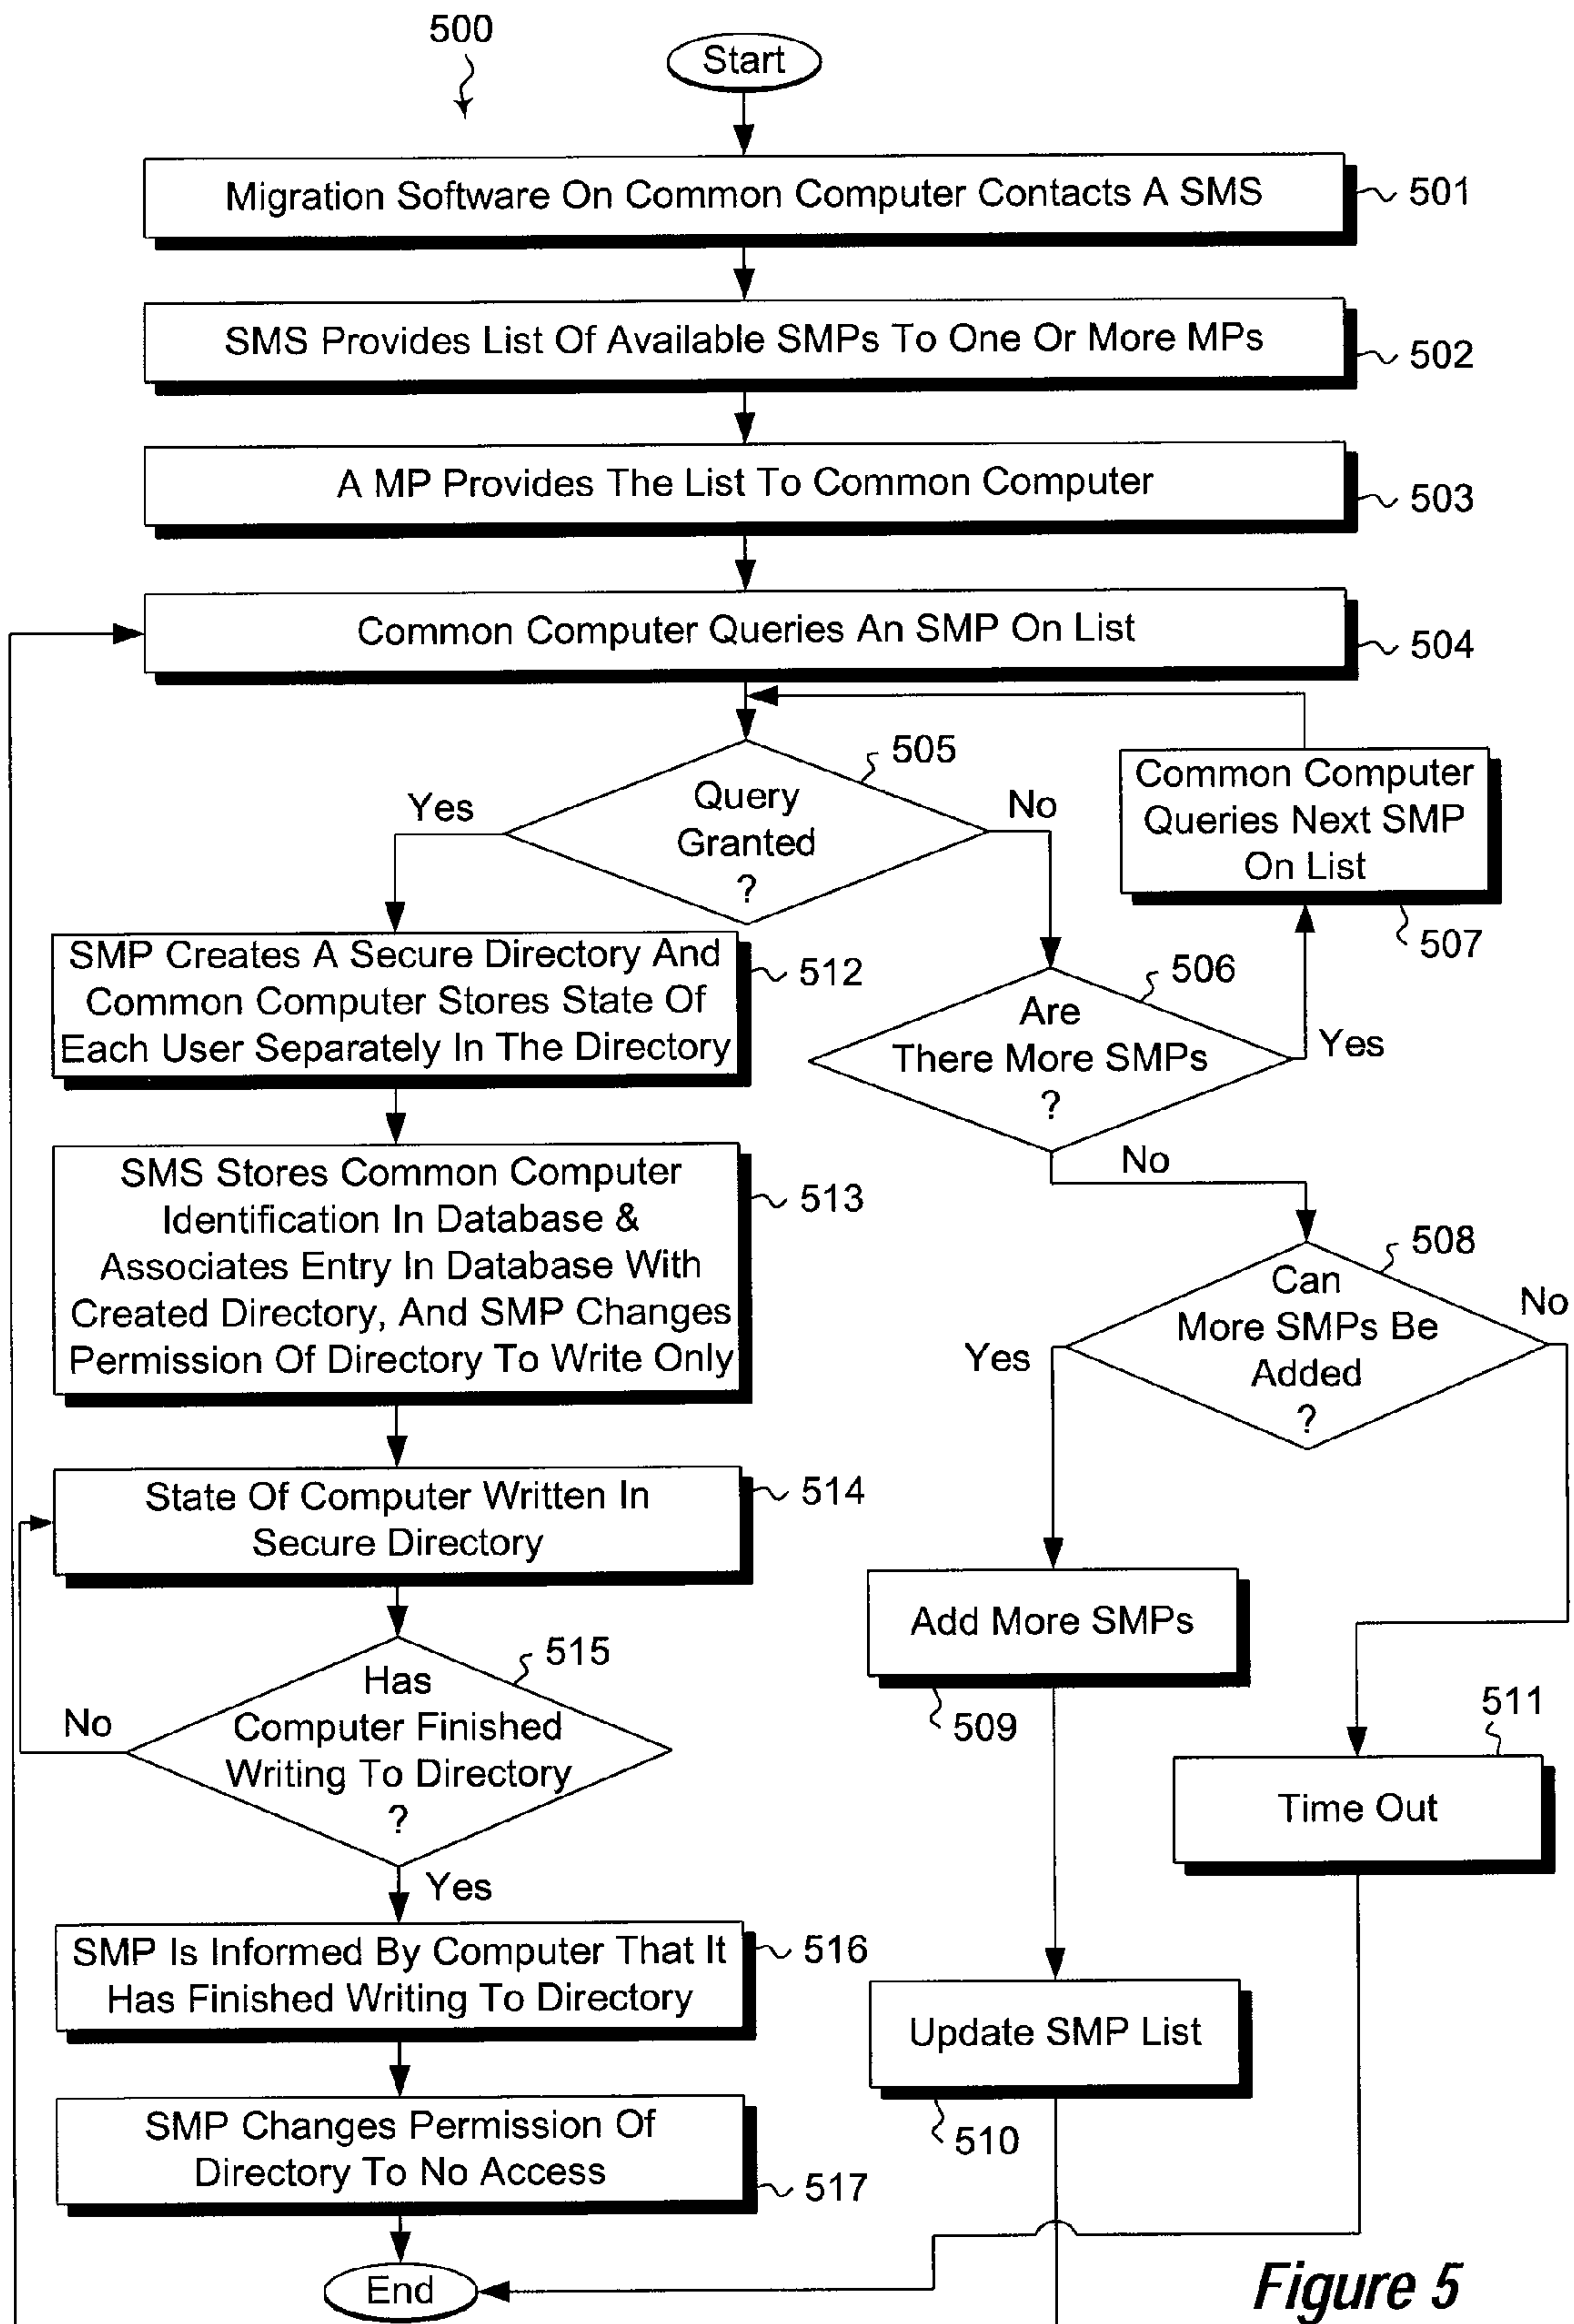 500
Start
Migration Software On Common Computer Contacts A SMS
501
SMS Provides List Of Available SMPs To One Or More MPs
502
A MP Provides The List To Common Computer
503
Common Computer Queries An SMP On List
504
505
Query
Granted
?
Yes
No
Common Computer
Queries Next SMP
On List
507
SMP Creates A Secure Directory And
Common Computer Stores State Of
Each User Separately In The Directory
512
506
Are
There More SMPs
?
Yes
No
SMS Stores Common Computer
Identification In Database &
Associates Entry In Database With
Created Directory, And SMP Changes
Permission Of Directory To Write Only
513
508
Can
More SMPs Be
Added
?
Yes
No
State Of Computer Written In
Secure Directory
514
Add More SMPs
509
515
Has
Computer Finished
Writing To Directory
?
No
Yes
511
Time Out
SMP Is Informed By Computer That It
Has Finished Writing To Directory
516
Update SMP List
510
SMP Changes Permission Of
Directory To No Access
517
End
Figure 5